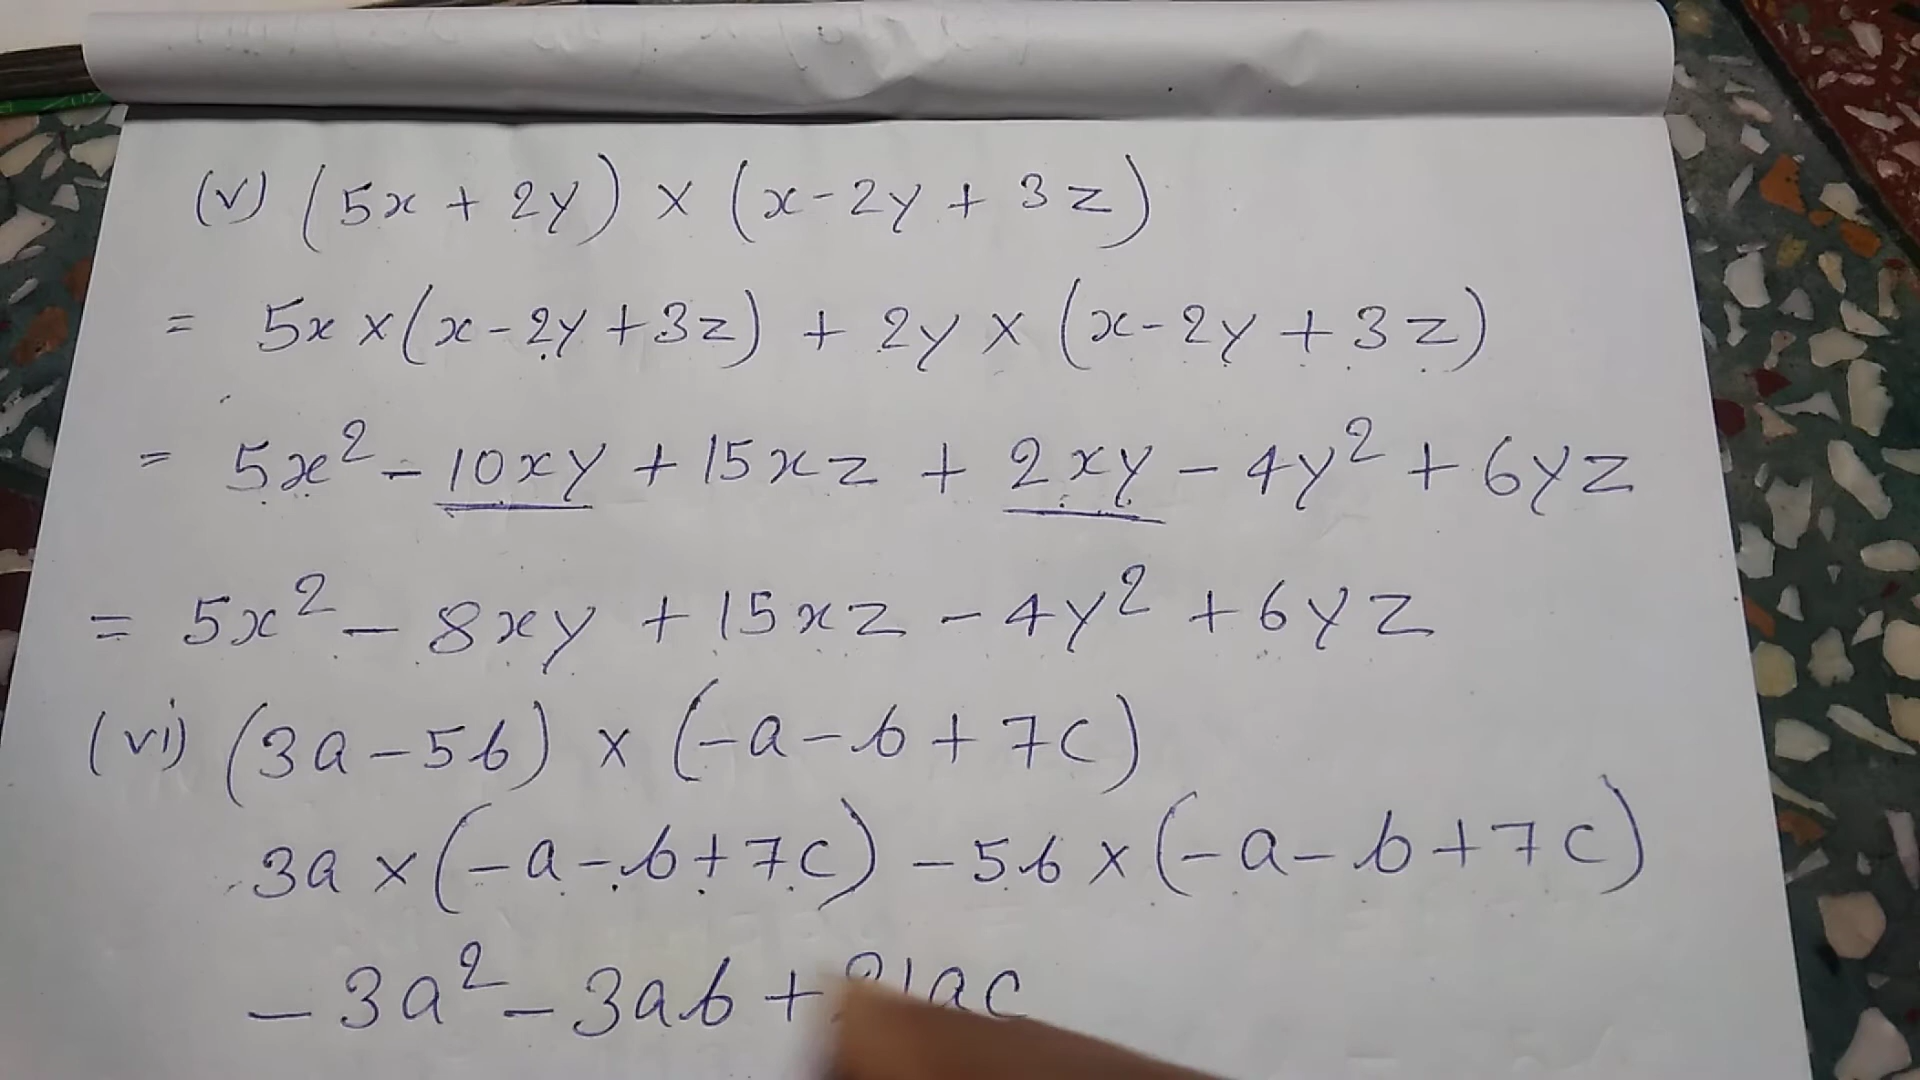 (v) (5x + 2y) × (x - 2y + 3z)
= 5x × (x - 2y + 3z) + 2y × (x - 2y + 3z)
= 5x² - 10xy + 15xz + 2xy - 4y² + 6yz
= 5x² - 8xy + 15xz - 4y² + 6yz
(vi) (3a - 5b) × (-a - b + 7c)
3a × (-a - b + 7c) - 5b × (-a - b + 7c)
- 3a² - 3ab + 21ac